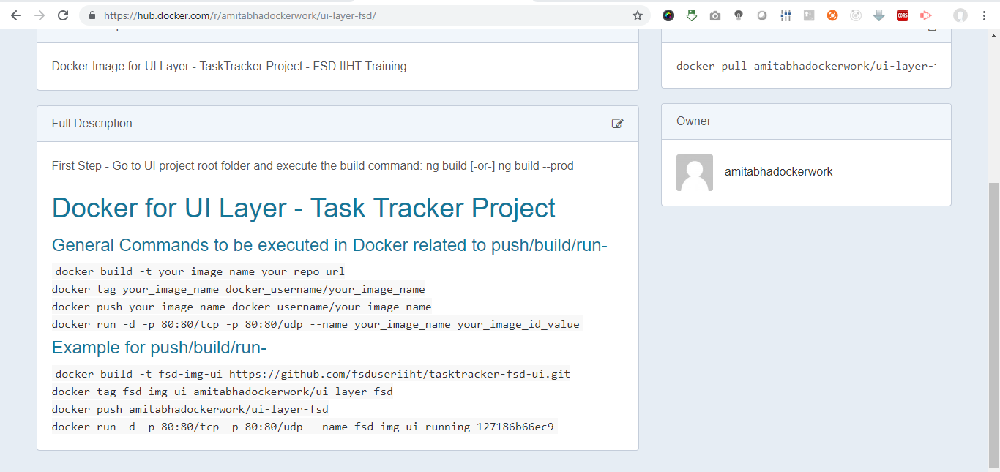 https://hub.docker.com/r/amitabhadockerwork/ui-layer-fsd/
CORS
Docker Image for UI Layer - TaskTracker Project - FSD IIHT Training
docker pull amitabhadockerwork/ui-layer-
Full Description
First Step - Go to UI project root folder and execute the build command: ng build [-or-] ng build --prod
Docker for UI Layer - Task Tracker Project
General Commands to be executed in Docker related to push/build/run-
docker build -t your_image_name your_repo_url
docker tag your_image_name docker_username/your_image_name
docker push your_image_name docker_username/your_image_name
docker run -d -p 80:80/tcp -p 80:80/udp --name your_image_name your_image_id_value
Example for push/build/run-
docker build -t fsd-img-ui https://github.com/fsduseriiht/tasktracker-fsd-ui.git
docker tag fsd-img-ui amitabhadockerwork/ui-layer-fsd
docker push amitabhadockerwork/ui-layer-fsd
docker run -d -p 80:80/tcp -p 80:80/udp --name fsd-img-ui_running 127186b66ec9
Owner
amitabhadockerwork